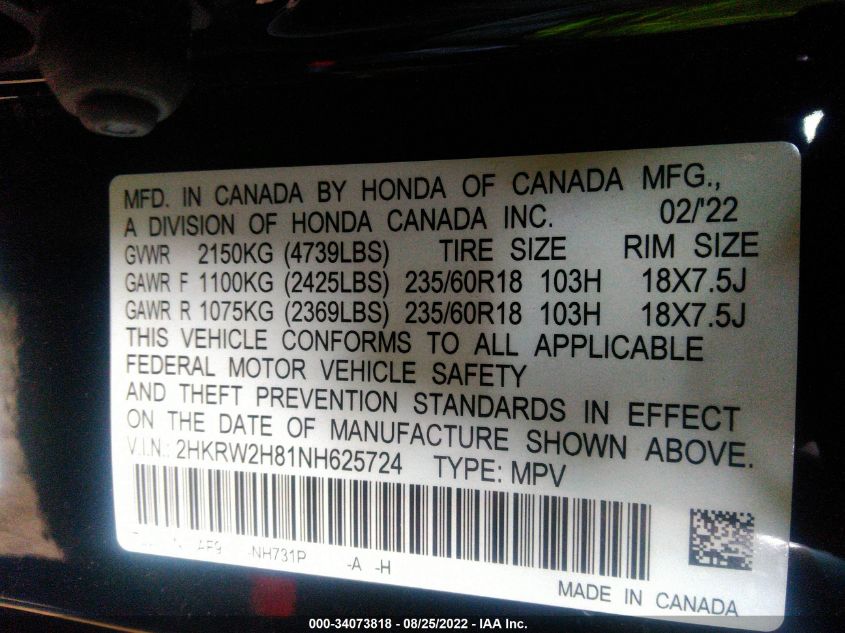 MFD. IN CANADA BY HONDA OF CANADA MFG.,
A DIVISION OF HONDA CANADA INC. 02/'22
GVWR 2150KG (4739LBS) TIRE SIZE RIM SIZE
GAWR F 1100KG (2425LBS) 235/60R18 103H 18X7.5J
GAWR R 1075KG (2369LBS) 235/60R18 103H 18X7.5J
THIS VEHICLE CONFORMS TO ALL APPLICABLE
FEDERAL MOTOR VEHICLE SAFETY
AND THEFT PREVENTION STANDARDS IN EFFECT
ON THE DATE OF MANUFACTURE SHOWN ABOVE.
V.I.N.: 2HKRW2H81NH625724 TYPE: MPV
-NH731P -A -H
MADE IN CANADA
000-34073818 - 08/25/2022 - IAA Inc.